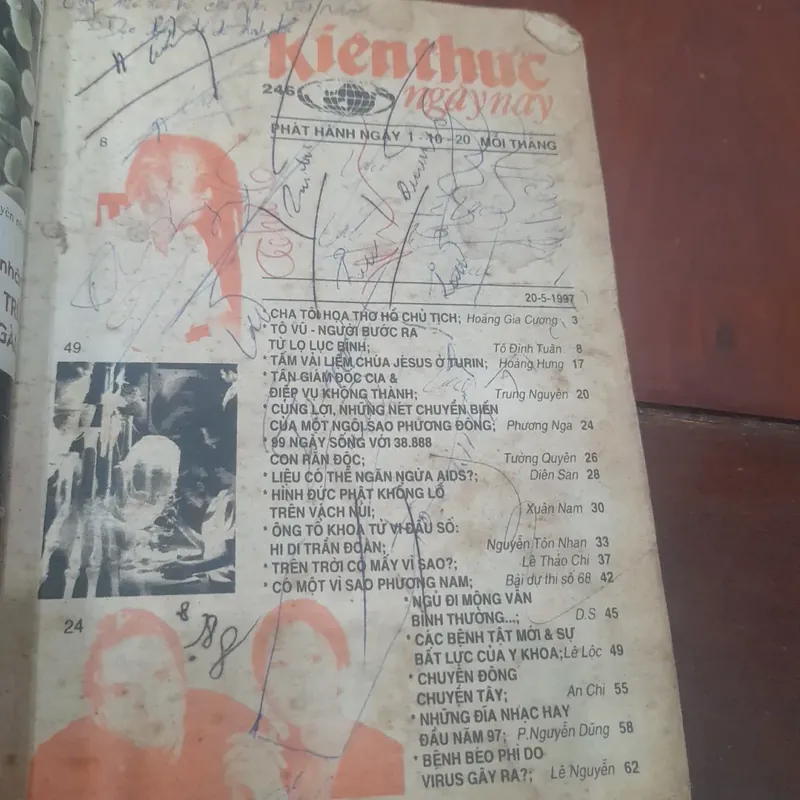 Kiến thức
ngày nay
246
PHÁT HÀNH NGÀY 1 - 10 - 20 MỖI THÁNG
8
20-5-1997
CHA TÔI HỌA THƠ HỒ CHỦ TỊCH; Hoàng Gia Cương 3
* TÔ VŨ - NGƯỜI BƯỚC RA
TỪ LỌ LỤC BÌNH; Tô Đình Tuân 8
* TẤM VẢI LIỆM CHÚA JESUS Ở TURIN; Hoàng Hưng 17
* TÂN GIÁM ĐỐC CIA &
ĐIỆP VỤ KHÔNG THÀNH; Trung Nguyên 20
* CỦNG LỢI, NHỮNG NÉT CHUYỂN BIẾN
CỦA MỘT NGÔI SAO PHƯƠNG ĐÔNG; Phương Nga 24
* 99 NGÀY SỐNG VỚI 38.888
CON RẮN ĐỘC; Tường Quyên 26
* LIỆU CÓ THỂ NGĂN NGỪA AIDS?; Diên San 28
* HÌNH ĐỨC PHẬT KHỔNG LỒ
TRÊN VÁCH NÚI; Xuân Nam 30
* ÔNG TỔ KHOA TỬ VI ĐẨU SỐ:
HI DI TRẦN ĐOÀN; Nguyễn Tôn Nhan 33
* TRÊN TRỜI CÓ MẤY VÌ SAO?; Lê Thảo Chi 37
* CÓ MỘT VÌ SAO PHƯƠNG NAM; Bài dự thi số 68 42
* NGỦ ĐI MỘNG VẪN
BÌNH THƯỜNG...; D.S 45
* CÁC BỆNH TẬT MỚI & SỰ
BẤT LỰC CỦA Y KHOA; Lê Lộc 49
* CHUYỆN ĐÔNG
CHUYỆN TÂY; An Chi 55
* NHỮNG ĐĨA NHẠC HAY
ĐẦU NĂM 97; P.Nguyễn Dũng 58
* BỆNH BÉO PHÌ DO
VIRUS GÂY RA?; Lê Nguyễn 62
49
24